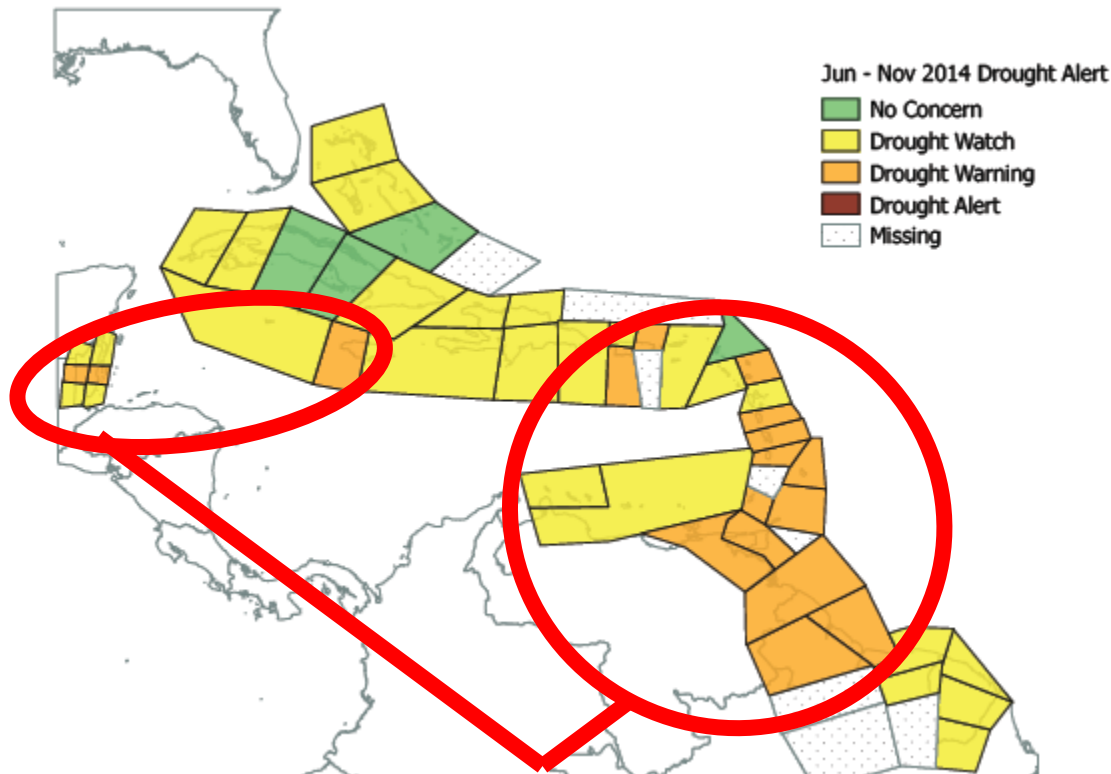 Jun - Nov 2014 Drought Alert
No Concern
Drought Watch
Drought Warning
Drought Alert
Missing